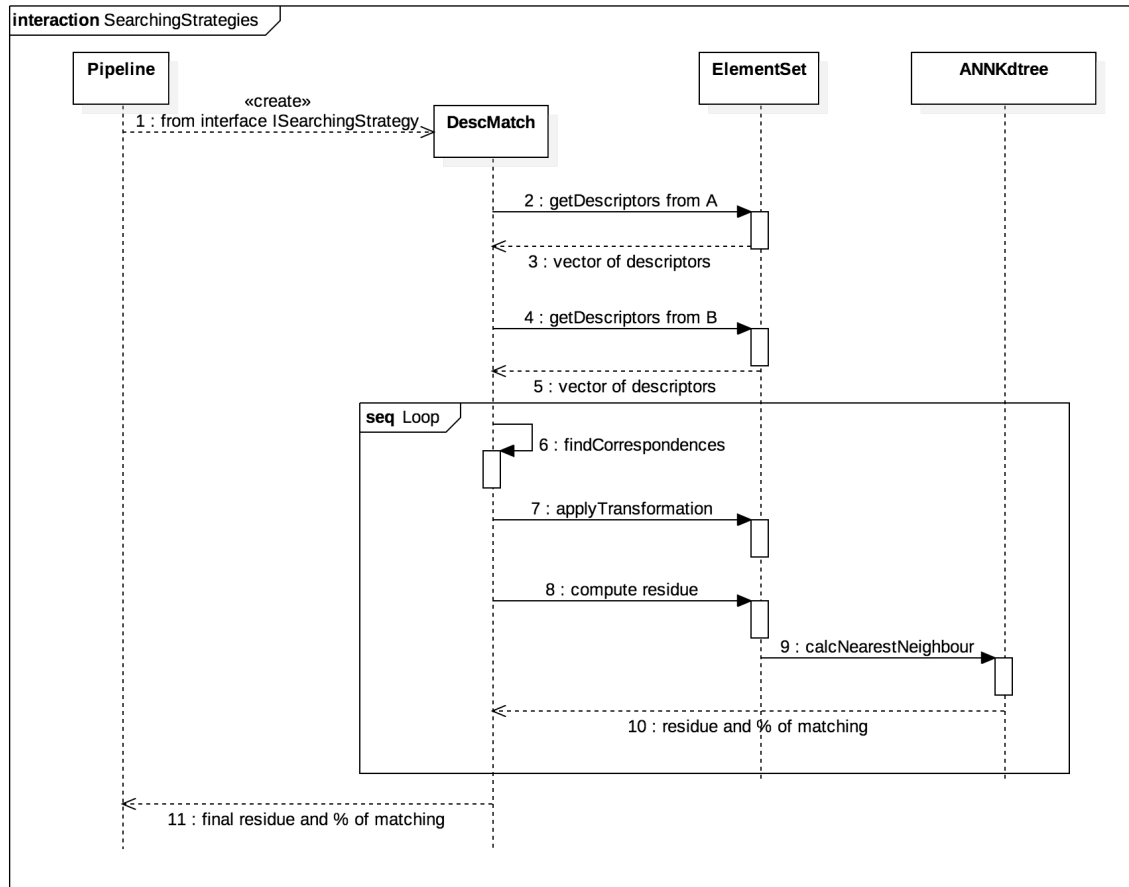 interaction SearchingStrategies
Pipeline
ElementSet
ANNKdtree
«create»
1 : from interface ISearchingStrategy
DescMatch
2 : getDescriptors from A
3 : vector of descriptors
4 : getDescriptors from B
5 : vector of descriptors
seq Loop
6 : findCorrespondences
7 : applyTransformation
8 : compute residue
9 : calcNearestNeighbour
10 : residue and % of matching
11 : final residue and % of matching